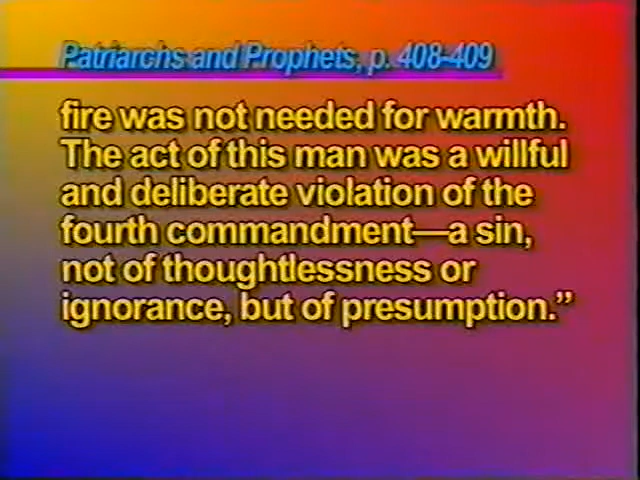 Patriarchs and Prophets, p. 408-409
fire was not needed for warmth.
The act of this man was a willful
and deliberate violation of the
fourth commandment—a sin,
not of thoughtlessness or
ignorance, but of presumption.”